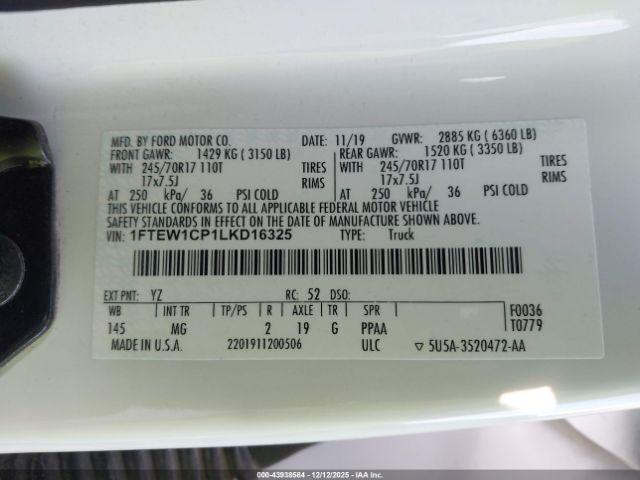 MFD. BY FORD MOTOR CO. DATE: 11/19 GVWR: 2885 KG ( 6360 LB)
FRONT GAWR: 1429 KG ( 3150 LB) REAR GAWR: 1520 KG ( 3350 LB)
WITH 245/70R17 110T TIRES WITH 245/70R17 110T TIRES
17x7.5J RIMS 17x7.5J RIMS
AT 250 kPa/ 36 PSI COLD AT 250 kPa/ 36 PSI COLD
THIS VEHICLE CONFORMS TO ALL APPLICABLE FEDERAL MOTOR VEHICLE
SAFETY STANDARDS IN EFFECT ON THE DATE OF MANUFACTURE SHOWN ABOVE.
VIN: 1FTEW1CP1LKD16325 TYPE: Truck
EXT PNT: YZ RC: 52 DSO:
WB INT TR TP/PS R AXLE TR SPR F0036
145 MG 2 19 G PPAA T0779
MADE IN U.S.A. 2201911200506 ULC ▽ 5U5A-3520472-AA
000-43938584 | 12/12/2025 - IAA Inc.